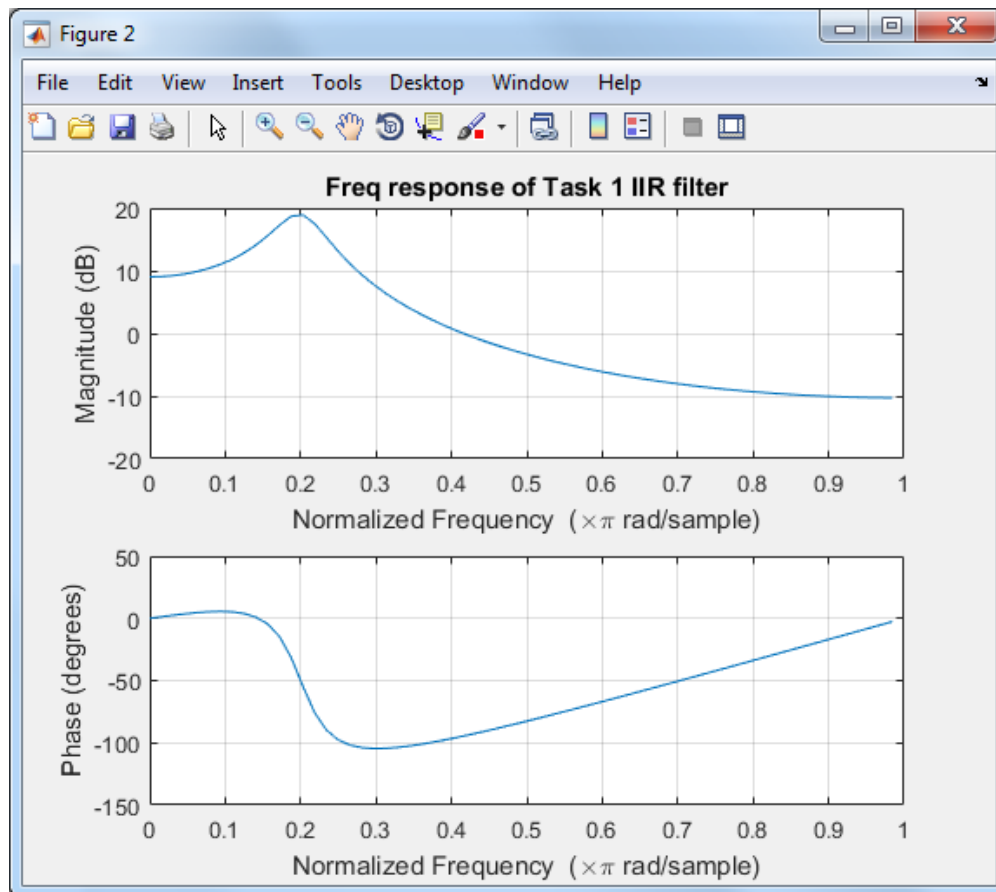 Figure 2
File Edit View Insert Tools Desktop Window Help
Freq response of Task 1 IIR filter
Magnitude (dB)
20
10
0
-10
-20
0 0.1 0.2 0.3 0.4 0.5 0.6 0.7 0.8 0.9 1
Normalized Frequency (×π rad/sample)
Phase (degrees)
50
0
-50
-100
-150
0 0.1 0.2 0.3 0.4 0.5 0.6 0.7 0.8 0.9 1
Normalized Frequency (×π rad/sample)